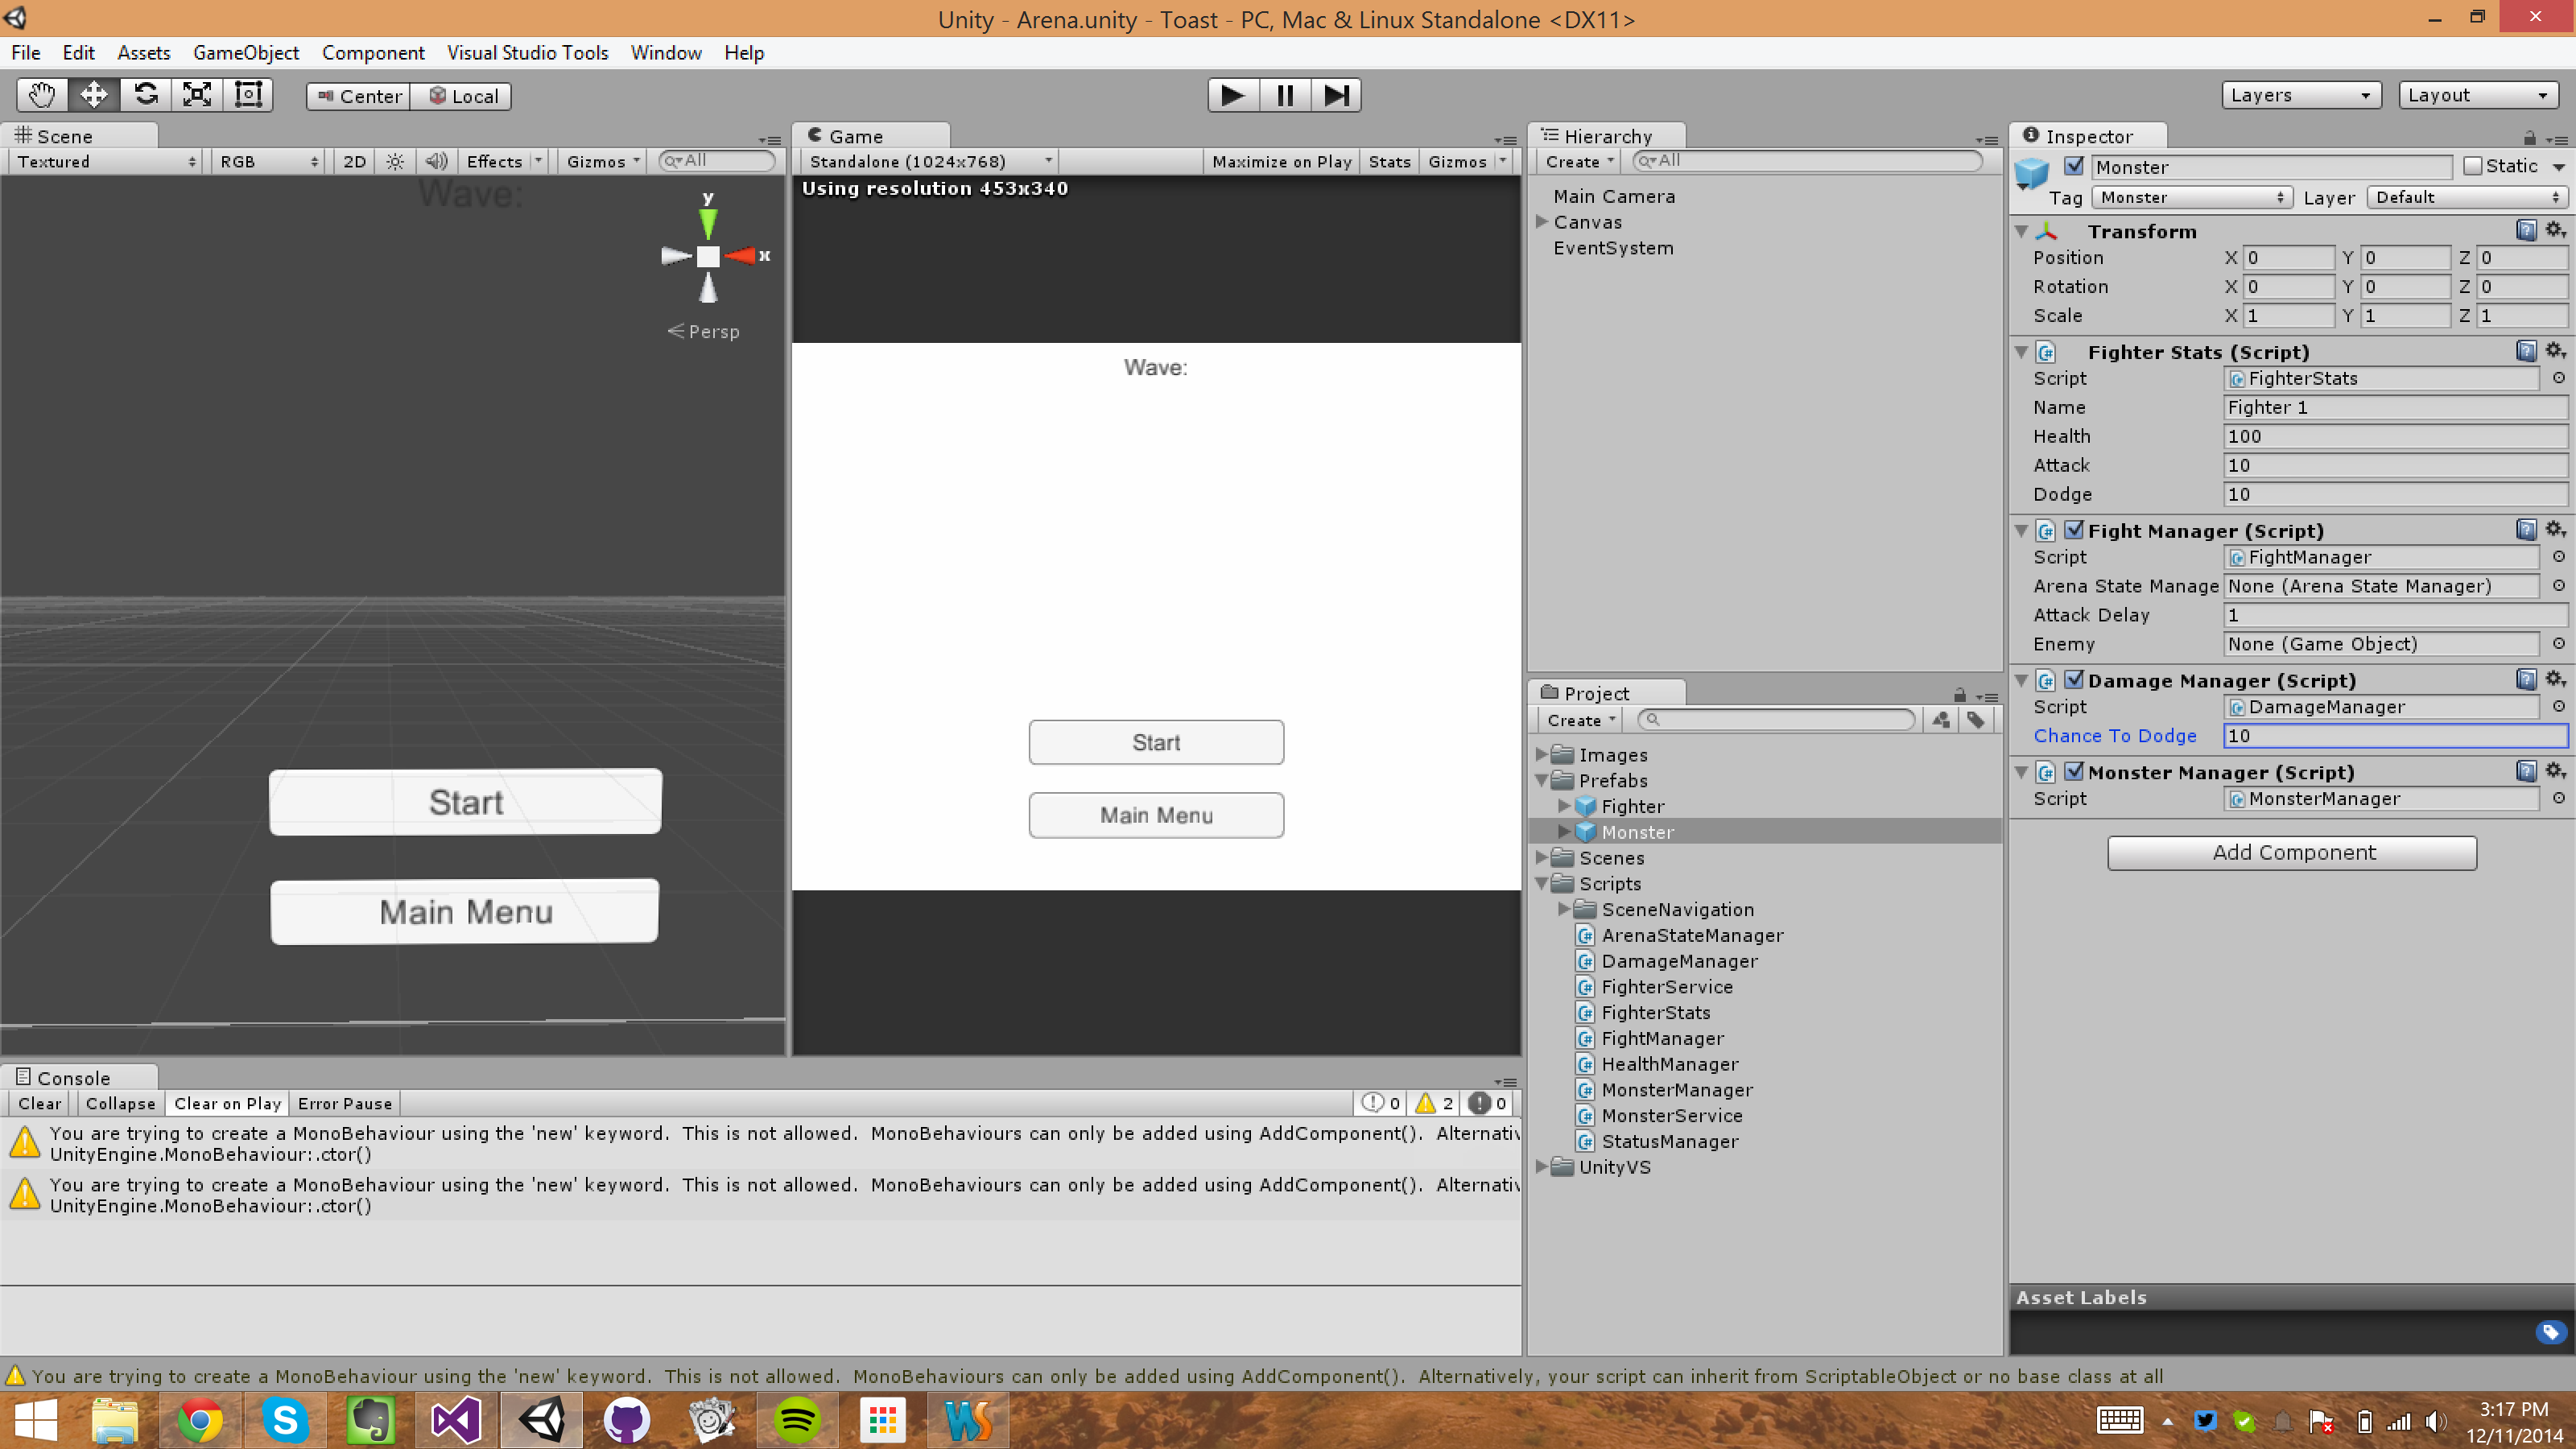 Unity - Arena.unity - Toast - PC, Mac & Linux Standalone <DX11>
File Edit Assets GameObject Component Visual Studio Tools Window Help
Center Local Layers Layout
Scene
Textured RGB 2D Effects Gizmos All
Wave:
y
x
Persp
Start
Main Menu
Game
Standalone (1024x768) Maximize on Play Stats Gizmos
Using resolution 453x340
Wave:
Start
Main Menu
Hierarchy
Create All
Main Camera
Canvas
EventSystem
Project
Create
Images
Prefabs
Fighter
Monster
Scenes
Scripts
SceneNavigation
ArenaStateManager
DamageManager
FighterService
FighterStats
FightManager
HealthManager
MonsterManager
MonsterService
StatusManager
UnityVS
Inspector
Monster Static
Tag Monster Layer Default
Transform
Position X 0 Y 0 Z 0
Rotation X 0 Y 0 Z 0
Scale X 1 Y 1 Z 1
Fighter Stats (Script)
Script FighterStats
Name Fighter 1
Health 100
Attack 10
Dodge 10
Fight Manager (Script)
Script FightManager
Arena State Manage None (Arena State Manager)
Attack Delay 1
Enemy None (Game Object)
Damage Manager (Script)
Script DamageManager
Chance To Dodge 10
Monster Manager (Script)
Script MonsterManager
Add Component
Asset Labels
Console
Clear Collapse Clear on Play Error Pause 0 2 0
You are trying to create a MonoBehaviour using the 'new' keyword. This is not allowed. MonoBehaviours can only be added using AddComponent(). Alternativ
UnityEngine.MonoBehaviour:.ctor()
You are trying to create a MonoBehaviour using the 'new' keyword. This is not allowed. MonoBehaviours can only be added using AddComponent(). Alternativ
UnityEngine.MonoBehaviour:.ctor()
You are trying to create a MonoBehaviour using the 'new' keyword. This is not allowed. MonoBehaviours can only be added using AddComponent(). Alternatively, your script can inherit from ScriptableObject or no base class at all
WS
3:17 PM
12/11/2014